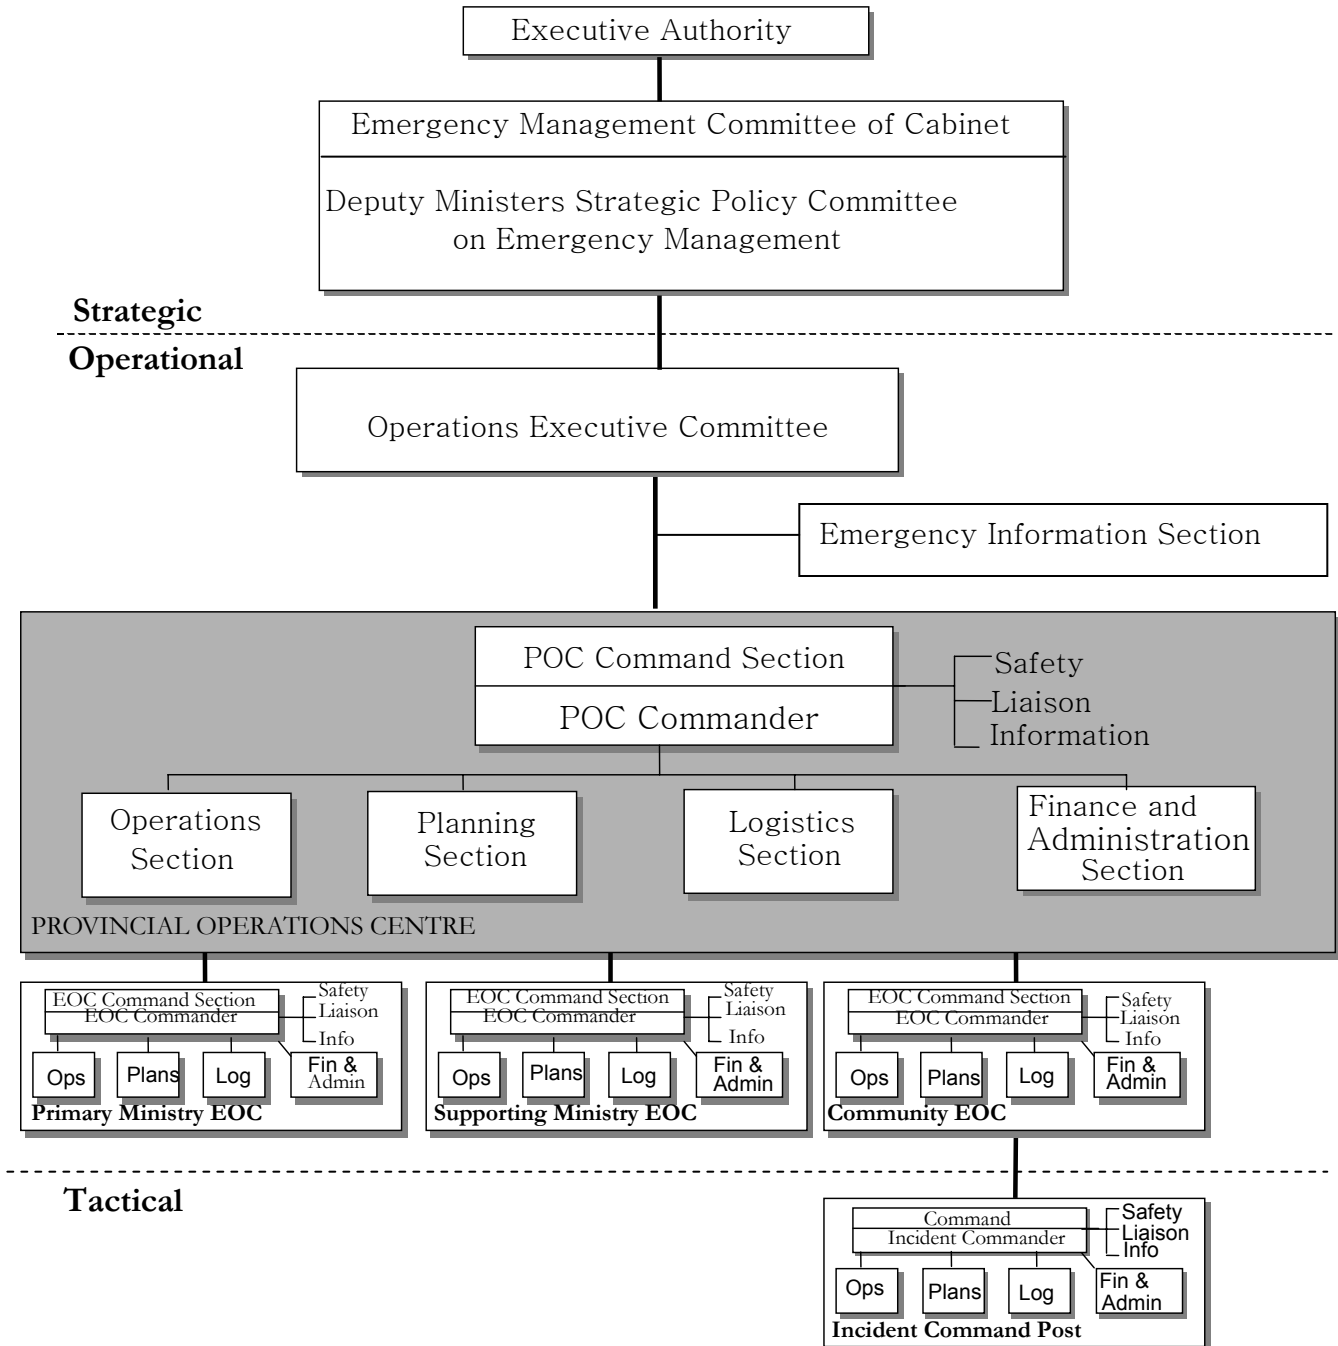 Executive Authority
Emergency Management Committee of Cabinet
Deputy Ministers Strategic Policy Committee
on Emergency Management
Strategic
Operational
Operations Executive Committee
Emergency Information Section
POC Command Section
POC Commander
Safety
Liaison
Information
Operations
Section
Planning
Section
Logistics
Section
Finance and
Administration
Section
PROVINCIAL OPERATIONS CENTRE
EOC Command Section
EOC Commander
Safety
Liaison
Info
Ops
Plans
Log
Fin &
Admin
Primary Ministry EOC
EOC Command Section
EOC Commander
Safety
Liaison
Info
Ops
Plans
Log
Fin &
Admin
Supporting Ministry EOC
EOC Command Section
EOC Commander
Safety
Liaison
Info
Ops
Plans
Log
Fin &
Admin
Community EOC
Tactical
Command
Incident Commander
Safety
Liaison
Info
Ops
Plans
Log
Fin &
Admin
Incident Command Post